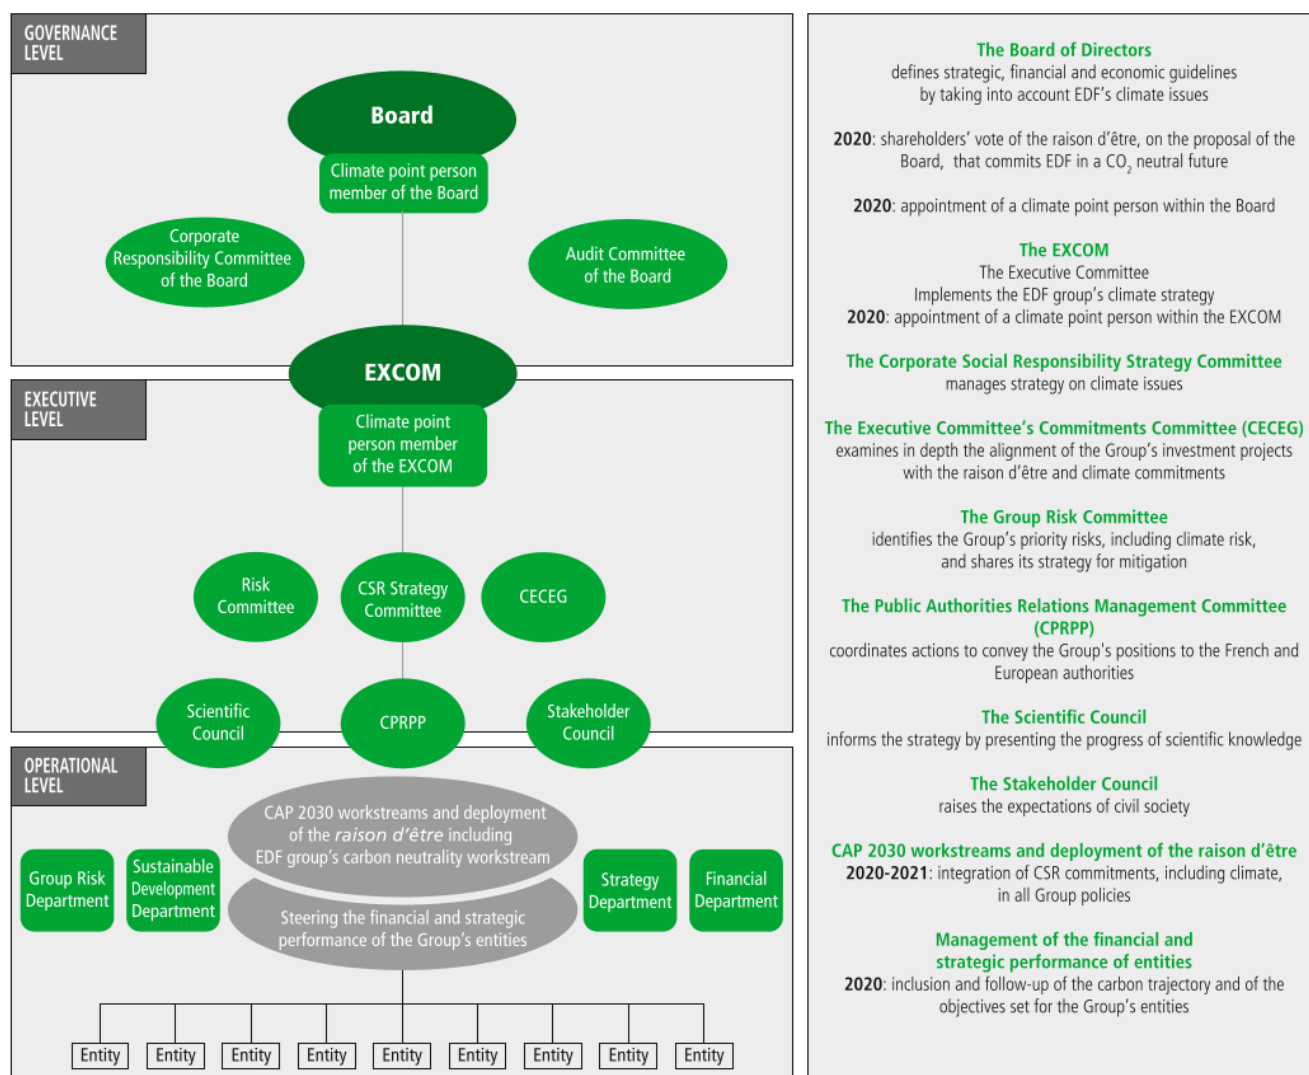 GOVERNANCE
LEVEL
Board
Climate point person
member of the Board
Corporate
Responsibility Committee
of the Board
Audit Committee
of the Board
EXCOM
EXECUTIVE
LEVEL
Climate point
person member
of the EXCOM
Risk
Committee
CSR Strategy
Committee
CECEG
Scientific
Council
CPRPP
Stakeholder
Council
OPERATIONAL
LEVEL
CAP 2030 workstreams and deployment
of the raison d'être including
EDF group's carbon neutrality workstream
Group Risk
Department
Sustainable
Development
Department
Steering the financial and strategic
performance of the Group's entities
Strategy
Department
Financial
Department
Entity
Entity
Entity
Entity
Entity
Entity
Entity
Entity
Entity
The Board of Directors
defines strategic, financial and economic guidelines
by taking into account EDF's climate issues
2020: shareholders' vote of the raison d'être, on the proposal of the
Board, that commits EDF in a CO₂ neutral future
2020: appointment of a climate point person within the Board
The EXCOM
The Executive Committee
Implements the EDF group's climate strategy
2020: appointment of a climate point person within the EXCOM
The Corporate Social Responsibility Strategy Committee
manages strategy on climate issues
The Executive Committee's Commitments Committee (CECEG)
examines in depth the alignment of the Group's investment projects
with the raison d'être and climate commitments
The Group Risk Committee
identifies the Group's priority risks, including climate risk,
and shares its strategy for mitigation
The Public Authorities Relations Management Committee
(CPRPP)
coordinates actions to convey the Group's positions to the French and
European authorities
The Scientific Council
informs the strategy by presenting the progress of scientific knowledge
The Stakeholder Council
raises the expectations of civil society
CAP 2030 workstreams and deployment of the raison d'être
2020-2021: integration of CSR commitments, including climate,
in all Group policies
Management of the financial and
strategic performance of entities
2020: inclusion and follow-up of the carbon trajectory and of the
objectives set for the Group's entities